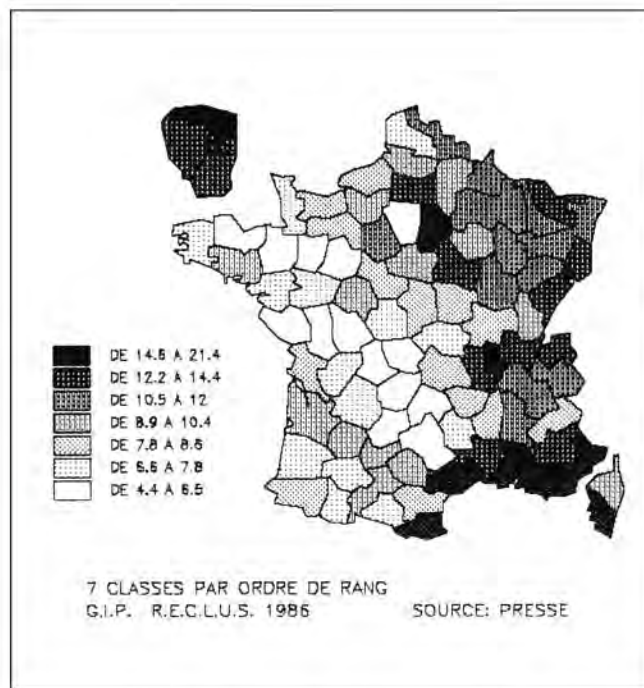 DE 14.6 A 21.4
DE 12.2 A 14.4
DE 10.5 A 12
DE 8.9 A 10.4
DE 7.8 A 8.6
DE 6.6 A 7.8
DE 4.4 A 6.5
7 CLASSES PAR ORDRE DE RANG
G.I.P. R.E.C.L.U.S. 1986 SOURCE: PRESSE